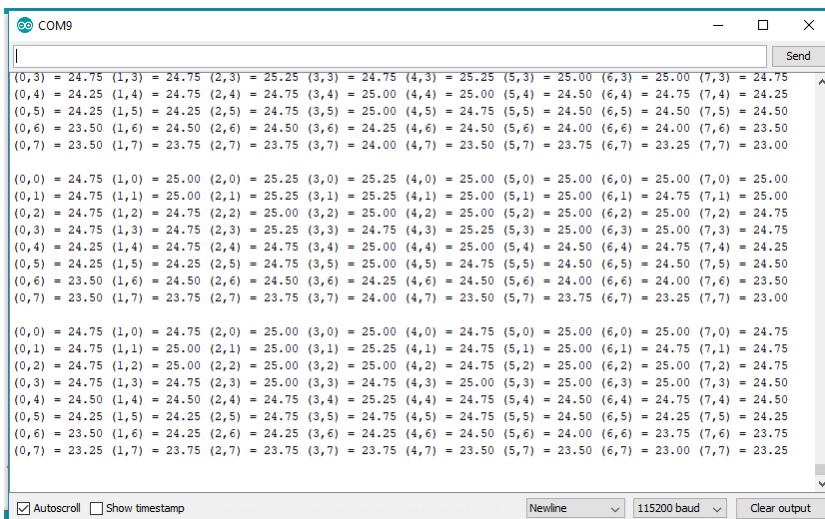 COM9
Send
(0,3) = 24.75 (1,3) = 24.75 (2,3) = 25.25 (3,3) = 24.75 (4,3) = 25.25 (5,3) = 25.00 (6,3) = 25.00 (7,3) = 24.75
(0,4) = 24.25 (1,4) = 24.75 (2,4) = 24.75 (3,4) = 25.00 (4,4) = 25.00 (5,4) = 24.50 (6,4) = 24.75 (7,4) = 24.25
(0,5) = 24.25 (1,5) = 24.25 (2,5) = 24.75 (3,5) = 25.00 (4,5) = 24.75 (5,5) = 24.50 (6,5) = 24.50 (7,5) = 24.50
(0,6) = 23.50 (1,6) = 24.50 (2,6) = 24.50 (3,6) = 24.25 (4,6) = 24.50 (5,6) = 24.00 (6,6) = 24.00 (7,6) = 23.50
(0,7) = 23.50 (1,7) = 23.75 (2,7) = 23.75 (3,7) = 24.00 (4,7) = 23.50 (5,7) = 23.75 (6,7) = 23.25 (7,7) = 23.00
(0,0) = 24.75 (1,0) = 25.00 (2,0) = 25.25 (3,0) = 25.25 (4,0) = 25.00 (5,0) = 25.00 (6,0) = 25.00 (7,0) = 25.00
(0,1) = 24.75 (1,1) = 25.00 (2,1) = 25.25 (3,1) = 25.25 (4,1) = 25.00 (5,1) = 25.00 (6,1) = 24.75 (7,1) = 25.00
(0,2) = 24.75 (1,2) = 24.75 (2,2) = 25.00 (3,2) = 25.00 (4,2) = 25.00 (5,2) = 25.00 (6,2) = 25.00 (7,2) = 24.75
(0,3) = 24.75 (1,3) = 24.75 (2,3) = 25.25 (3,3) = 24.75 (4,3) = 25.25 (5,3) = 25.00 (6,3) = 25.00 (7,3) = 24.75
(0,4) = 24.25 (1,4) = 24.75 (2,4) = 24.75 (3,4) = 25.00 (4,4) = 25.00 (5,4) = 24.50 (6,4) = 24.75 (7,4) = 24.25
(0,5) = 24.25 (1,5) = 24.25 (2,5) = 24.75 (3,5) = 25.00 (4,5) = 24.75 (5,5) = 24.50 (6,5) = 24.50 (7,5) = 24.50
(0,6) = 23.50 (1,6) = 24.50 (2,6) = 24.50 (3,6) = 24.25 (4,6) = 24.50 (5,6) = 24.00 (6,6) = 24.00 (7,6) = 23.50
(0,7) = 23.50 (1,7) = 23.75 (2,7) = 23.75 (3,7) = 24.00 (4,7) = 23.50 (5,7) = 23.75 (6,7) = 23.25 (7,7) = 23.00
(0,0) = 24.75 (1,0) = 24.75 (2,0) = 25.00 (3,0) = 25.00 (4,0) = 24.75 (5,0) = 25.00 (6,0) = 25.00 (7,0) = 24.75
(0,1) = 24.75 (1,1) = 25.00 (2,1) = 25.00 (3,1) = 25.25 (4,1) = 24.75 (5,1) = 25.00 (6,1) = 24.75 (7,1) = 24.75
(0,2) = 24.75 (1,2) = 25.00 (2,2) = 25.00 (3,2) = 25.00 (4,2) = 24.75 (5,2) = 25.00 (6,2) = 25.00 (7,2) = 24.75
(0,3) = 24.75 (1,3) = 24.75 (2,3) = 25.00 (3,3) = 24.75 (4,3) = 25.00 (5,3) = 25.00 (6,3) = 25.00 (7,3) = 24.50
(0,4) = 24.50 (1,4) = 24.50 (2,4) = 24.75 (3,4) = 25.25 (4,4) = 24.75 (5,4) = 24.50 (6,4) = 24.50 (7,4) = 24.50
(0,5) = 24.25 (1,5) = 24.25 (2,5) = 24.75 (3,5) = 24.75 (4,5) = 24.75 (5,5) = 24.50 (6,5) = 24.25 (7,5) = 24.25
(0,6) = 23.50 (1,6) = 24.25 (2,6) = 24.25 (3,6) = 24.25 (4,6) = 24.50 (5,6) = 24.00 (6,6) = 23.75 (7,6) = 23.75
(0,7) = 23.25 (1,7) = 23.75 (2,7) = 23.75 (3,7) = 23.75 (4,7) = 23.50 (5,7) = 23.50 (6,7) = 23.00 (7,7) = 23.25
Autoscroll Show timestamp Newline 115200 baud Clear output